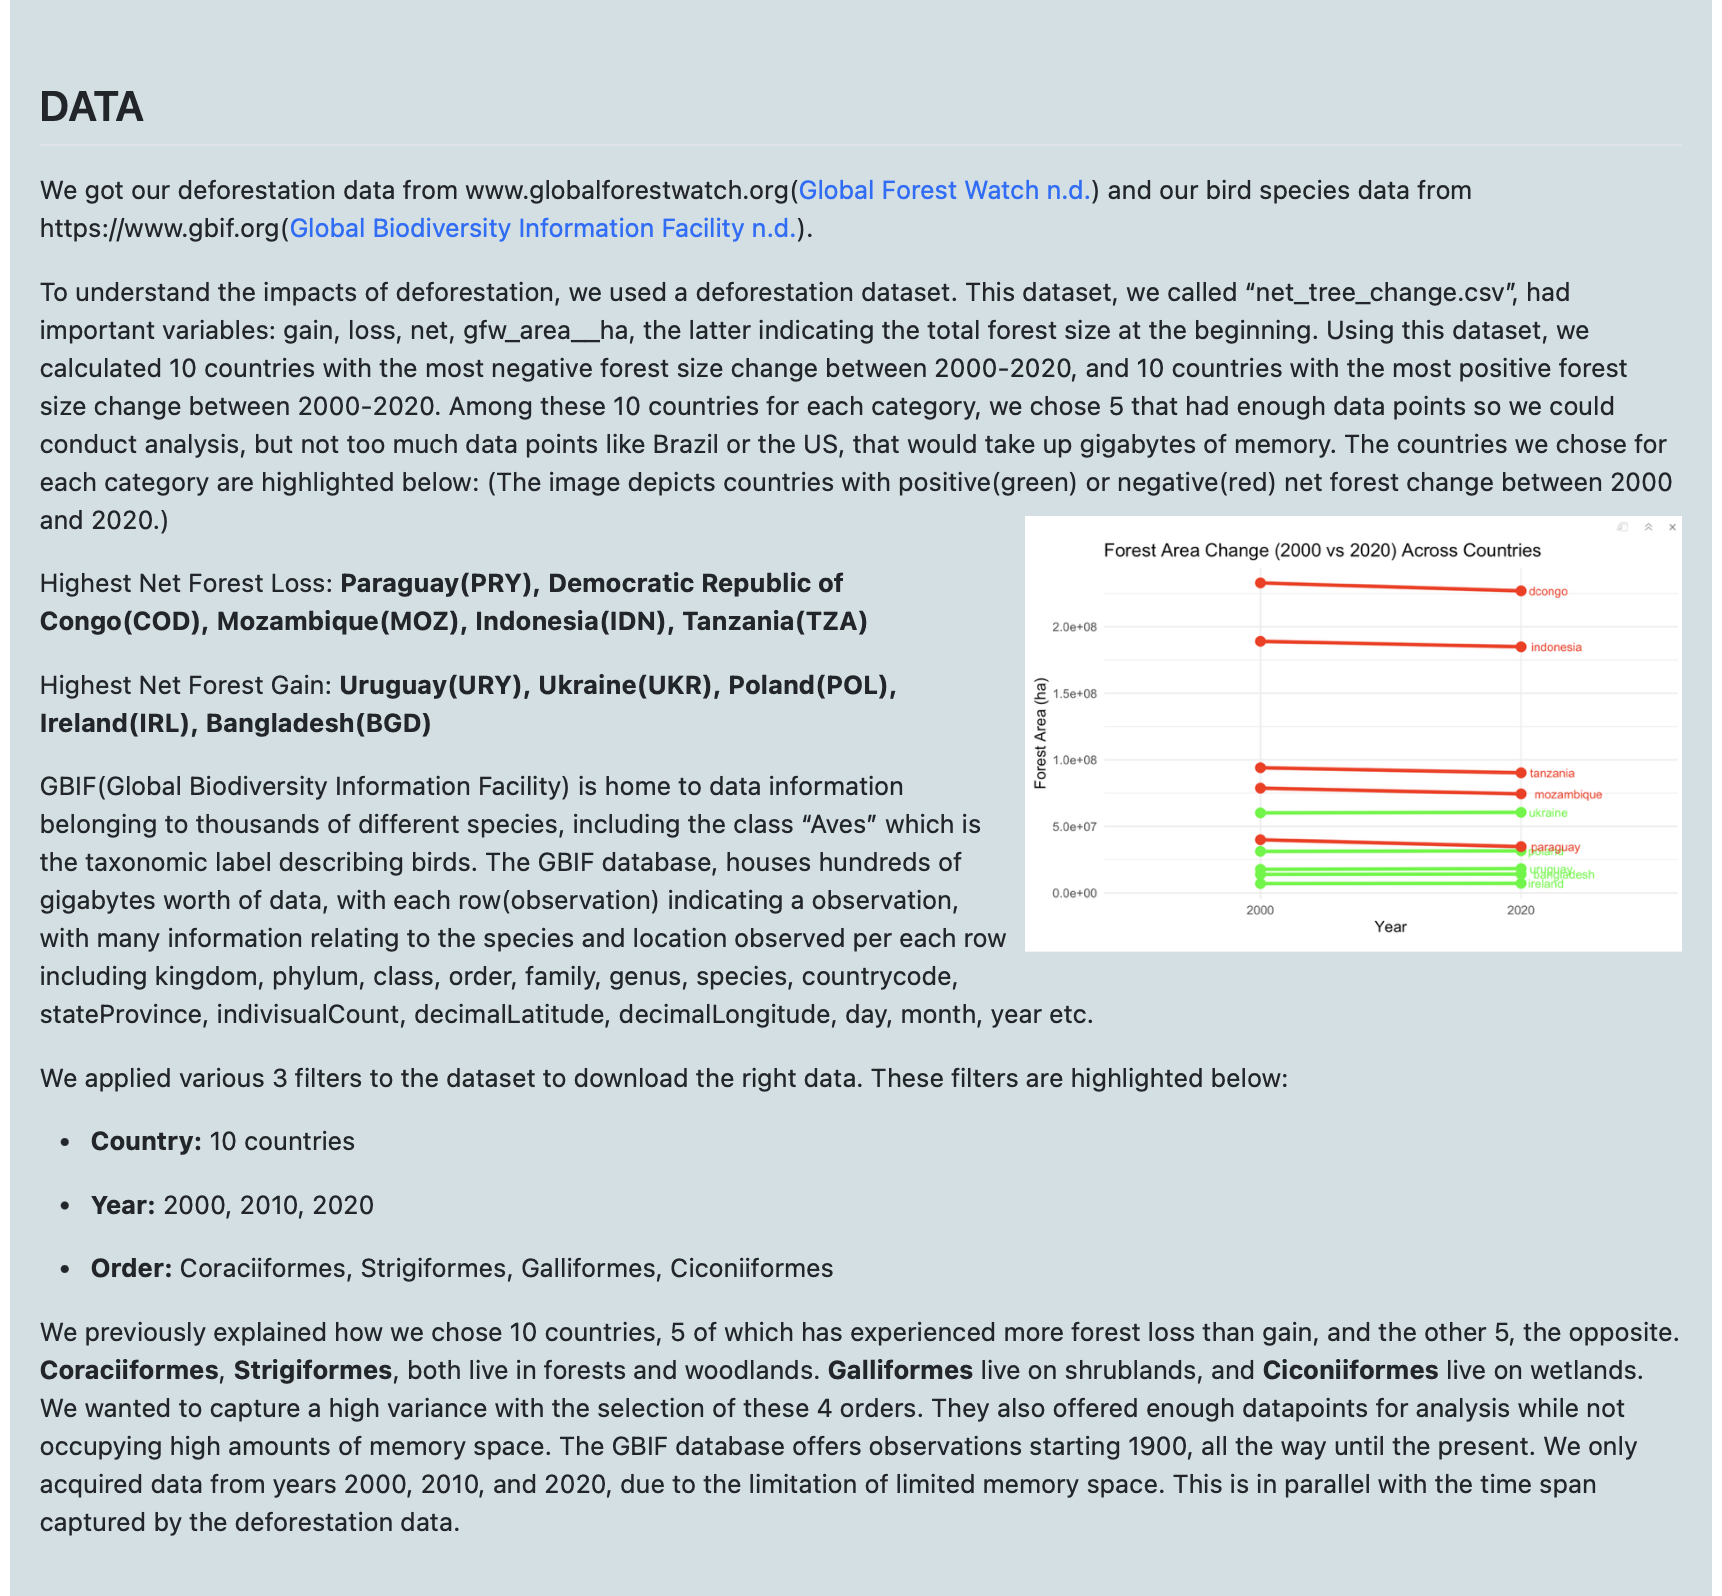 DATA
We got our deforestation data from www.globalforestwatch.org(Global Forest Watch n.d.) and our bird species data from
https://www.gbif.org(Global Biodiversity Information Facility n.d.).
To understand the impacts of deforestation, we used a deforestation dataset. This dataset, we called “net_tree_change.csv”, had
important variables: gain, loss, net, gfw_area__ha, the latter indicating the total forest size at the beginning. Using this dataset, we
calculated 10 countries with the most negative forest size change between 2000-2020, and 10 countries with the most positive forest
size change between 2000-2020. Among these 10 countries for each category, we chose 5 that had enough data points so we could
conduct analysis, but not too much data points like Brazil or the US, that would take up gigabytes of memory. The countries we chose for
each category are highlighted below: (The image depicts countries with positive(green) or negative(red) net forest change between 2000
and 2020.)
Highest Net Forest Loss: Paraguay(PRY), Democratic Republic of
Congo(COD), Mozambique(MOZ), Indonesia(IDN), Tanzania(TZA)
Highest Net Forest Gain: Uruguay(URY), Ukraine(UKR), Poland(POL),
Ireland(IRL), Bangladesh(BGD)
GBIF(Global Biodiversity Information Facility) is home to data information
belonging to thousands of different species, including the class “Aves” which is
the taxonomic label describing birds. The GBIF database, houses hundreds of
gigabytes worth of data, with each row(observation) indicating a observation,
with many information relating to the species and location observed per each row
including kingdom, phylum, class, order, family, genus, species, countrycode,
stateProvince, indivisualCount, decimalLatitude, decimalLongitude, day, month, year etc.
Forest Area Change (2000 vs 2020) Across Countries
Forest Area (ha)
2.0e+08
1.5e+08
1.0e+08
5.0e+07
0.0e+00
dcongo
indonesia
tanzania
mozambique
ukraine
paraguay
poland
uruguay
bangladesh
ireland
2000
2020
Year
We applied various 3 filters to the dataset to download the right data. These filters are highlighted below:
• Country: 10 countries
• Year: 2000, 2010, 2020
• Order: Coraciiformes, Strigiformes, Galliformes, Ciconiiformes
We previously explained how we chose 10 countries, 5 of which has experienced more forest loss than gain, and the other 5, the opposite.
Coraciiformes, Strigiformes, both live in forests and woodlands. Galliformes live on shrublands, and Ciconiiformes live on wetlands.
We wanted to capture a high variance with the selection of these 4 orders. They also offered enough datapoints for analysis while not
occupying high amounts of memory space. The GBIF database offers observations starting 1900, all the way until the present. We only
acquired data from years 2000, 2010, and 2020, due to the limitation of limited memory space. This is in parallel with the time span
captured by the deforestation data.